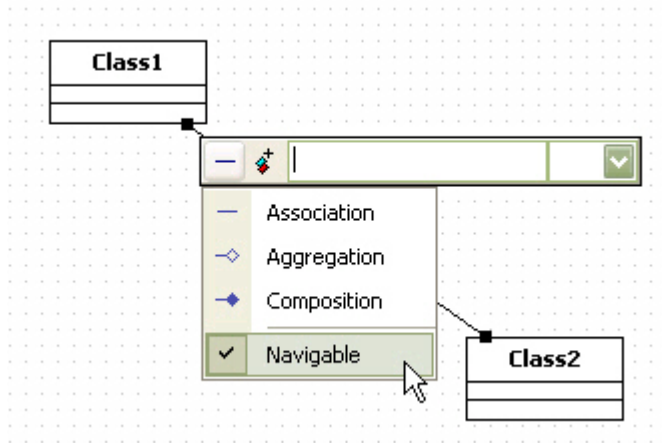 Class1
Association
Aggregation
Composition
Navigable
Class2